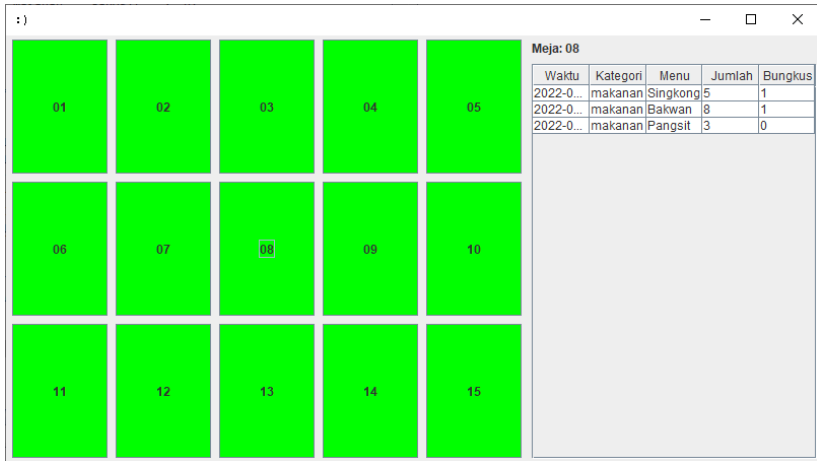 :)
01 02 03 04 05
06 07 08 09 10
11 12 13 14 15
Meja: 08
Waktu Kategori Menu Jumlah Bungkus
2022-0... makanan Singkong 5 1
2022-0... makanan Bakwan 8 1
2022-0... makanan Pangsit 3 0